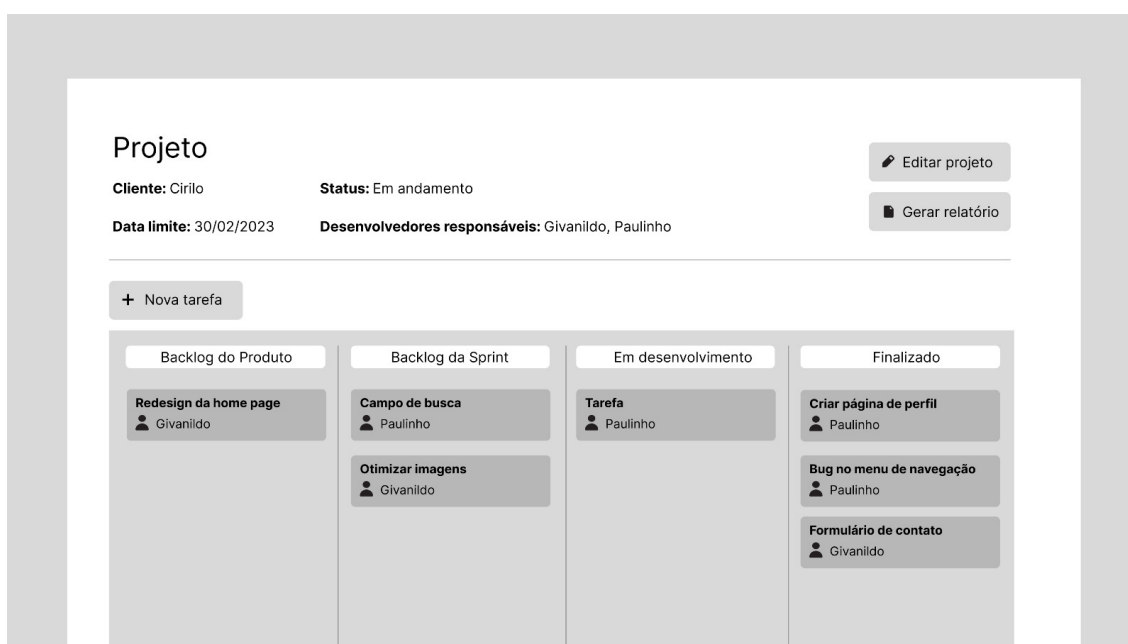 Projeto
Cliente: Cirilo
Status: Em andamento
Data limite: 30/02/2023
Desenvolvedores responsáveis: Givanildo, Paulinho
Editar projeto
Gerar relatório
Nova tarefa
Backlog do Produto
Redesign da home page
Givanildo
Backlog da Sprint
Campo de busca
Paulinho
Otimizar imagens
Givanildo
Em desenvolvimento
Tarefa
Paulinho
Finalizado
Criar página de perfil
Paulinho
Bug no menu de navegação
Paulinho
Formulário de contato
Givanildo